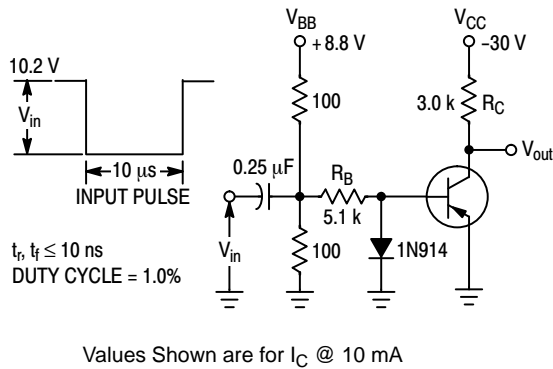 V_BB
+8.8 V
V_CC
−30 V
10.2 V
V_in
10 μs
INPUT PULSE
t_r, t_f ≤ 10 ns
DUTY CYCLE = 1.0%
100
0.25 μF
R_B
5.1 k
V_in
100
1N914
3.0 k
R_C
V_out
Values Shown are for I_C @ 10 mA